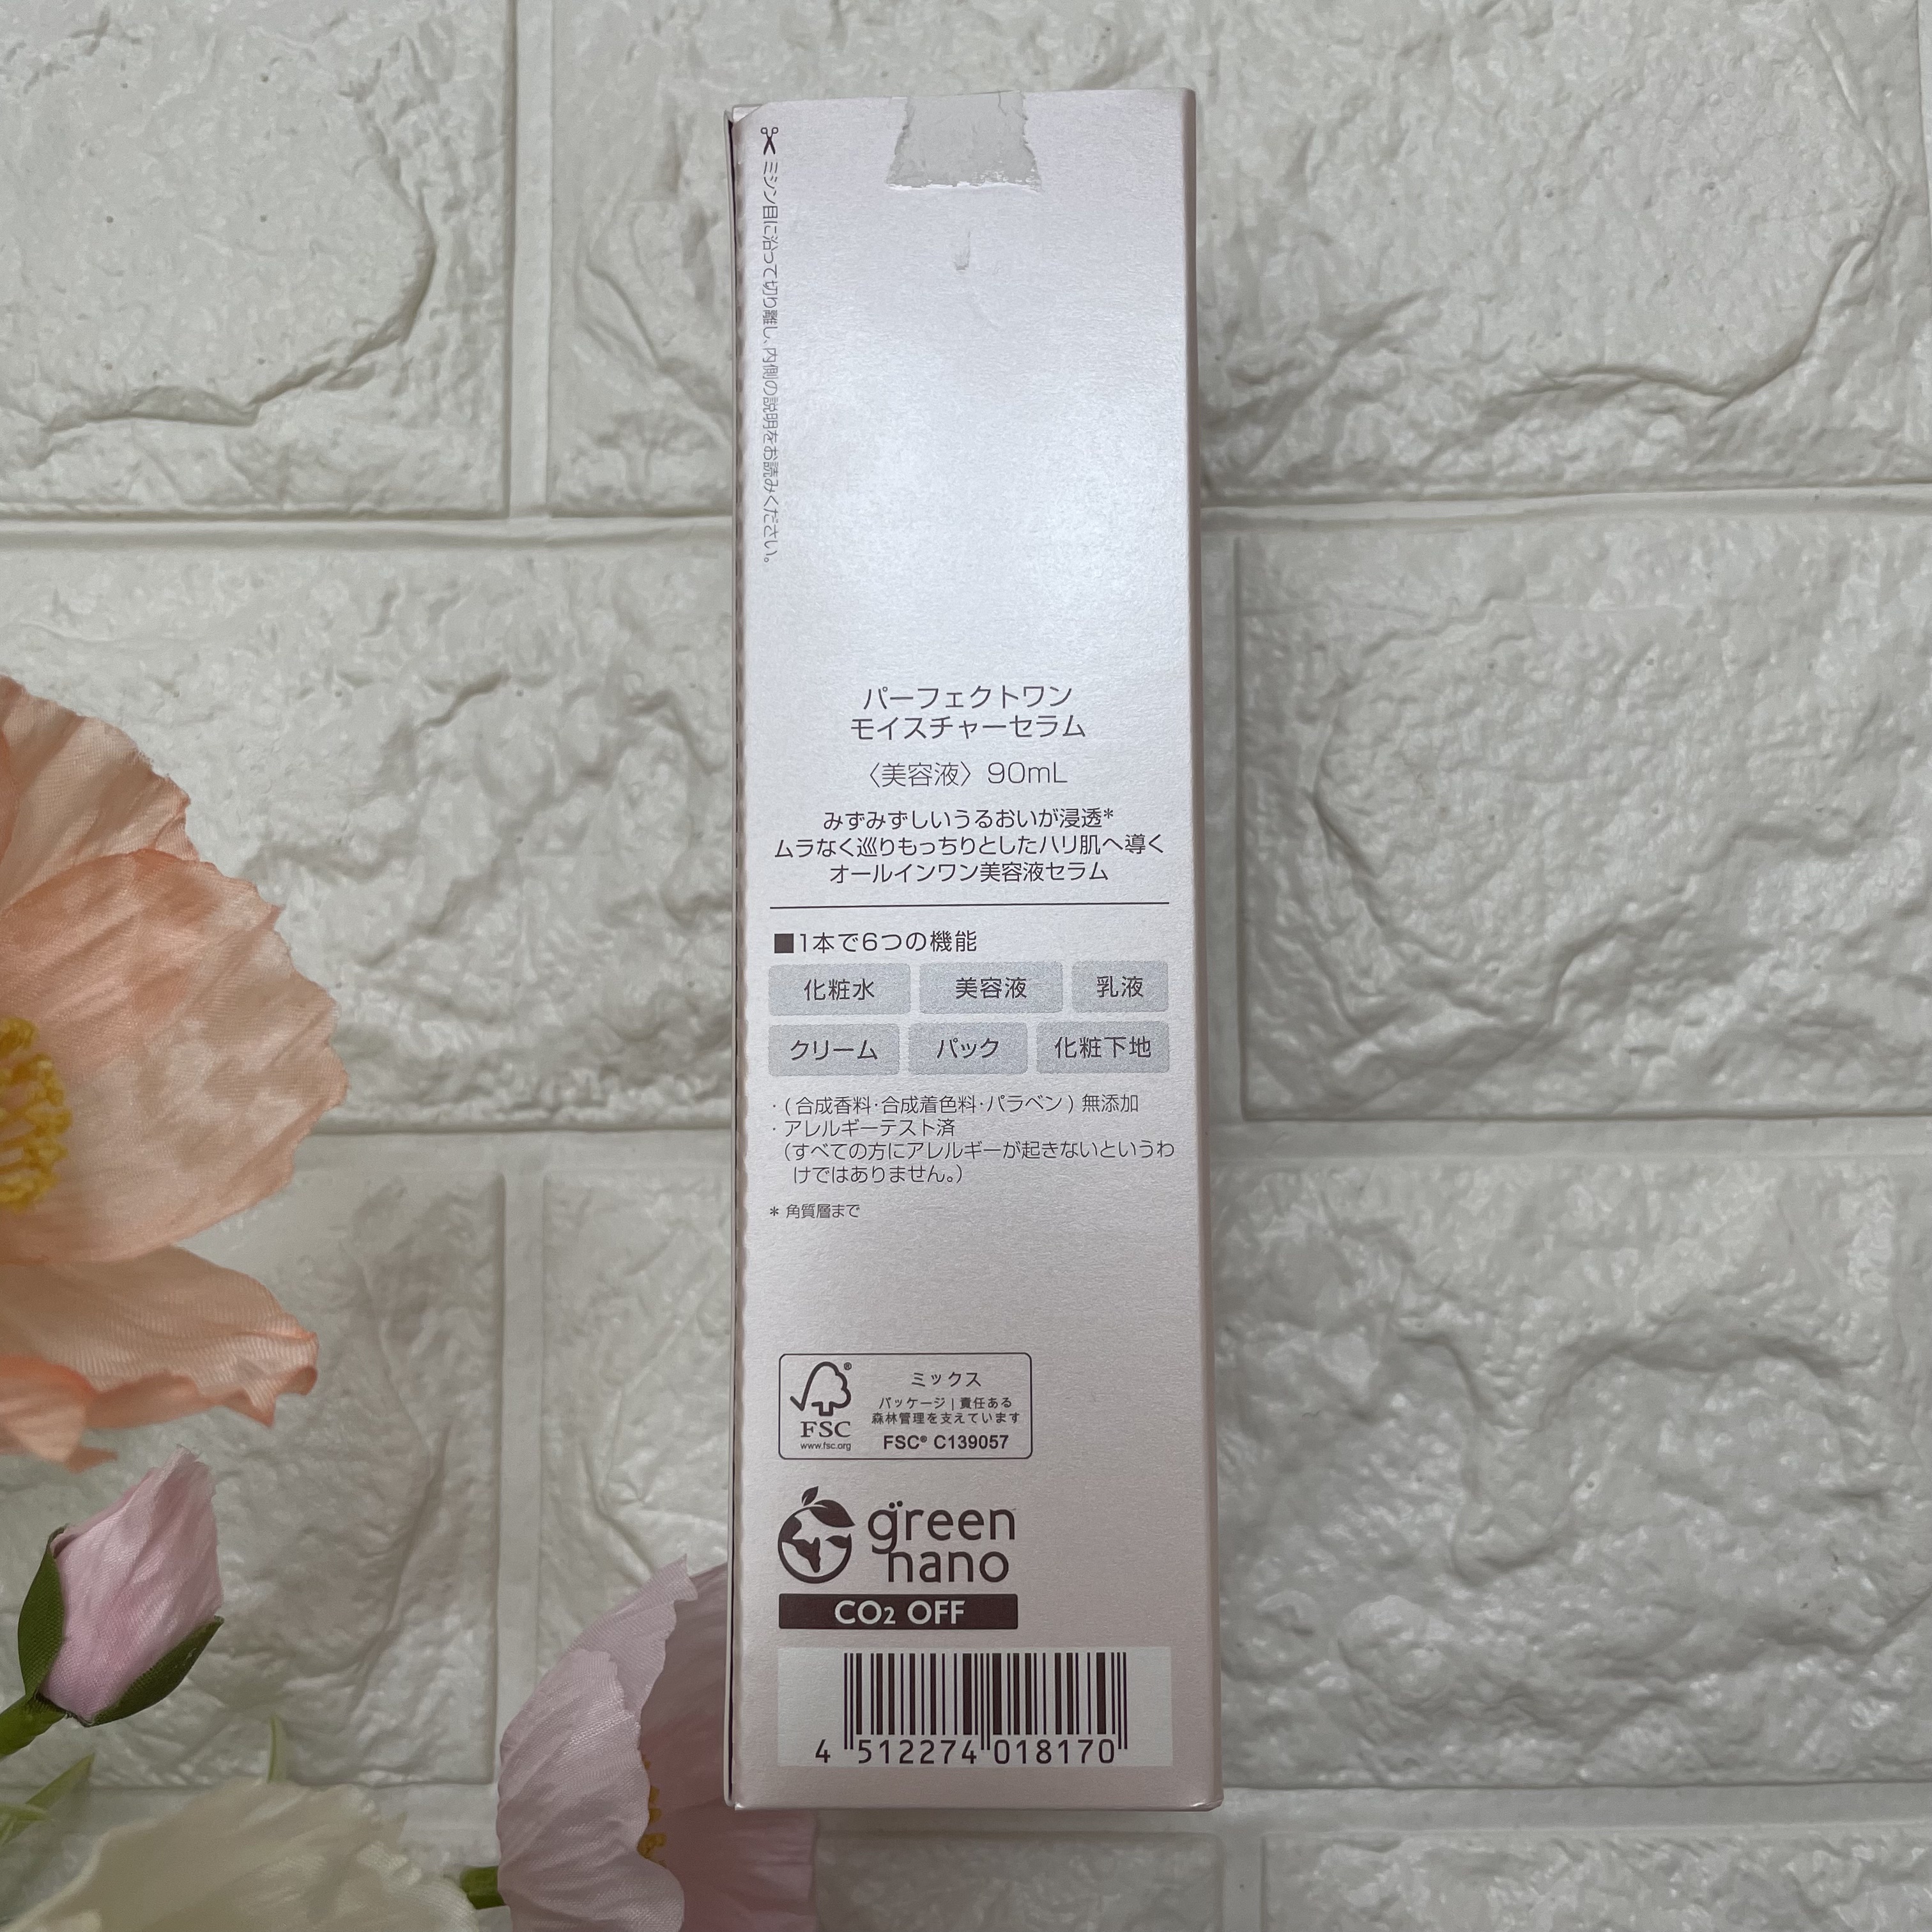 ミシン目に沿って切り離し、内側の説明をお読みください。
パーフェクトワン
モイスチャーセラム
〈美容液〉90mL
みずみずしいうるおいが浸透*
ムラなく巡りもっちりとしたハリ肌へ導く
オールインワン美容液セラム
■1本で6つの機能
化粧水 美容液 乳液
クリーム パック 化粧下地
・(合成香料・合成着色料・パラベン)無添加
・アレルギーテスト済
(すべての方にアレルギーが起きないというわ
けではありません。)
* 角質層まで
ミックス
パッケージ|責任ある
森林管理を支えています
FSC® C139057
FSC
www.fsc.org
green
nano
CO2 OFF
4 512274 018170